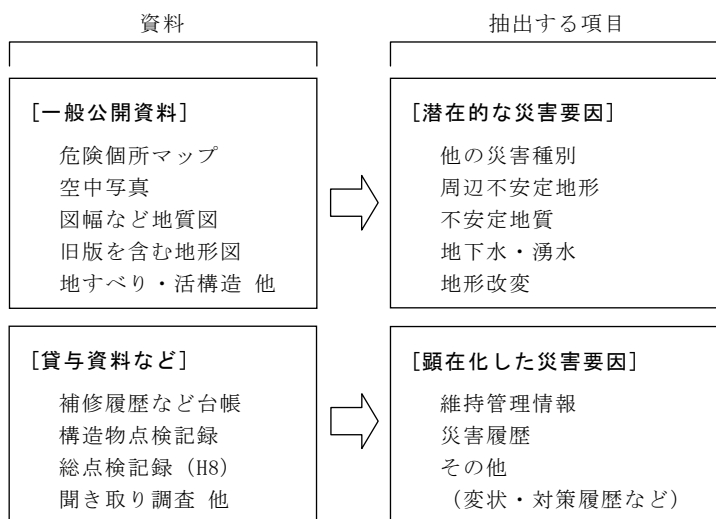 資料
抽出する項目
[一般公開資料]
危険個所マップ
空中写真
図幅など地質図
旧版を含む地形図
地すべり・活構造 他
[潜在的な災害要因]
他の災害種別
周辺不安定地形
不安定地質
地下水・湧水
地形改変
[貸与資料など]
補修履歴など台帳
構造物点検記録
総点検記録 (H8)
聞き取り調査 他
[顕在化した災害要因]
維持管理情報
災害履歴
その他
(変状・対策履歴など)